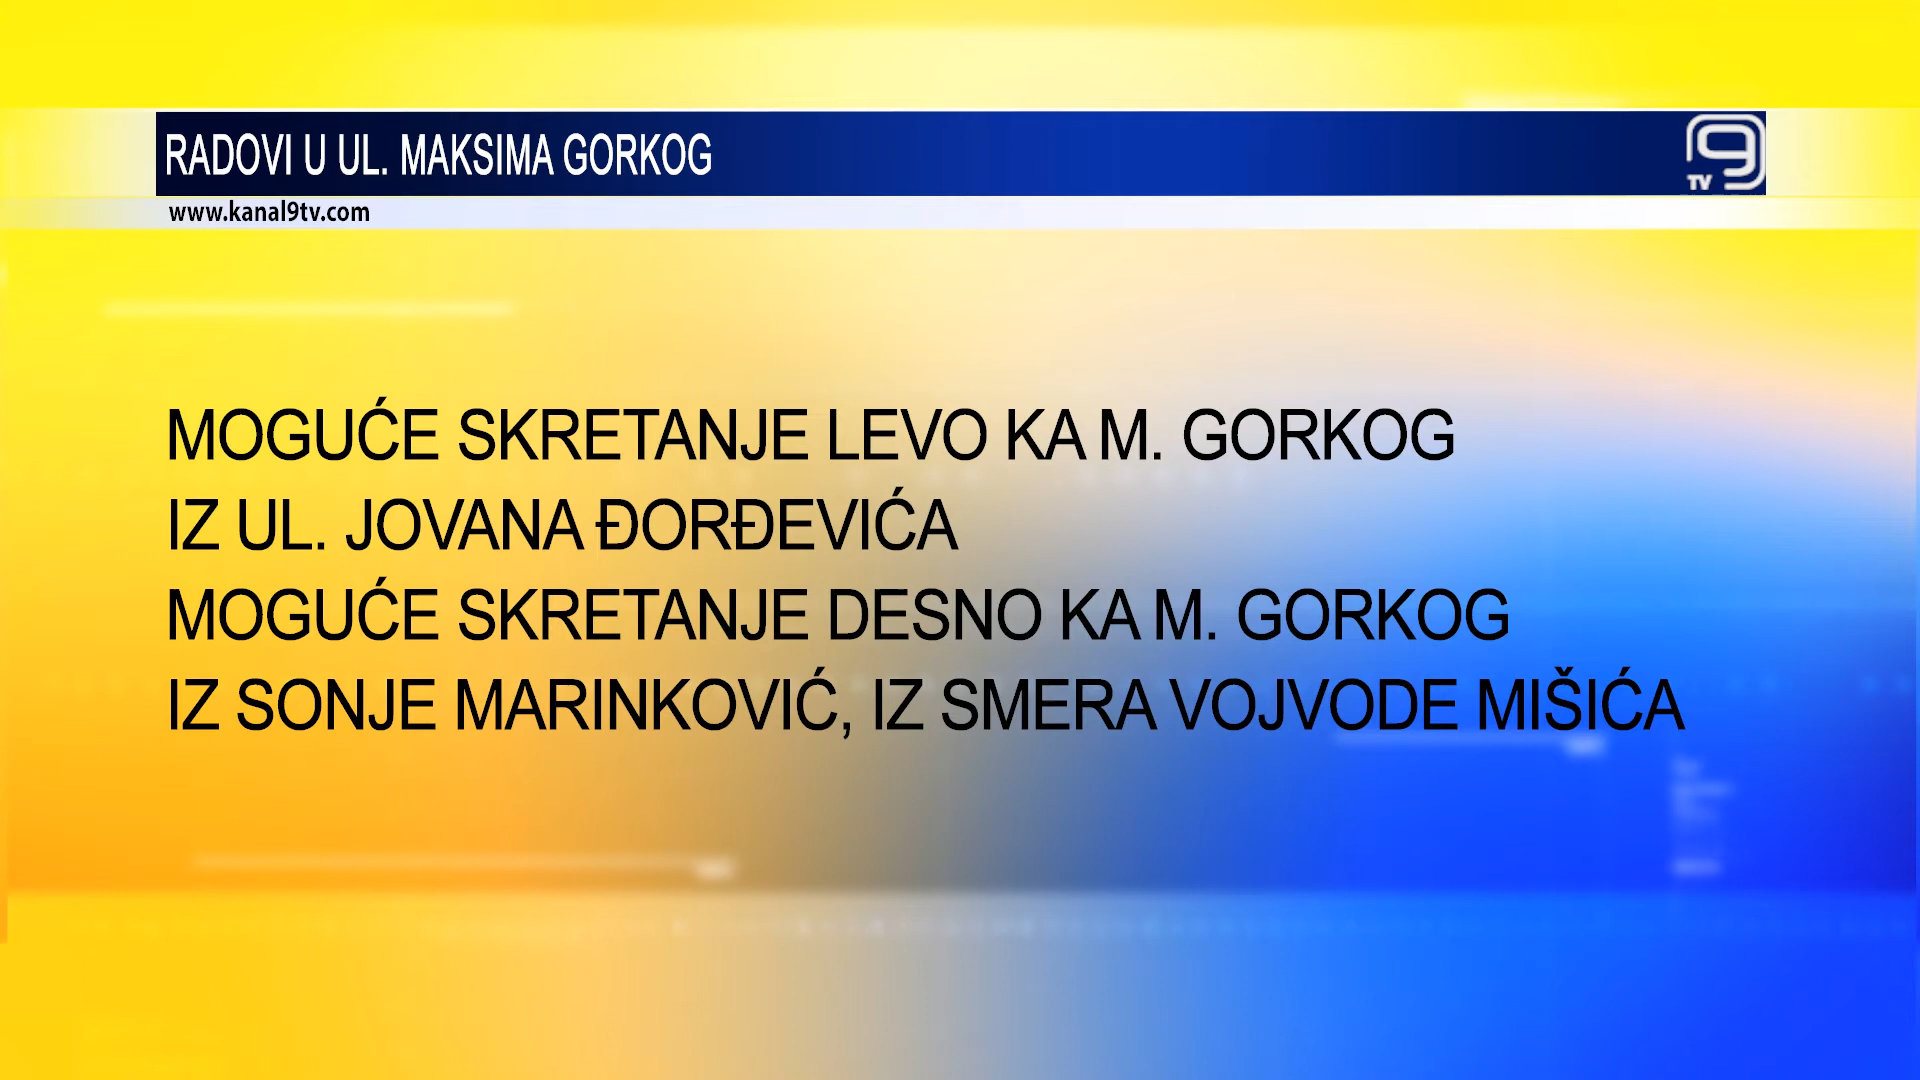 RADOVI U UL. MAKSIMA GORKOG
TV 9
www.kanal9tv.com
MOGUĆE SKRETANJE LEVO KA M. GORKOG
IZ UL. JOVANA ĐORĐEVIĆA
MOGUĆE SKRETANJE DESNO KA M. GORKOG
IZ SONJE MARINKOVIĆ, IZ SMERA VOJVODE MIŠIĆA